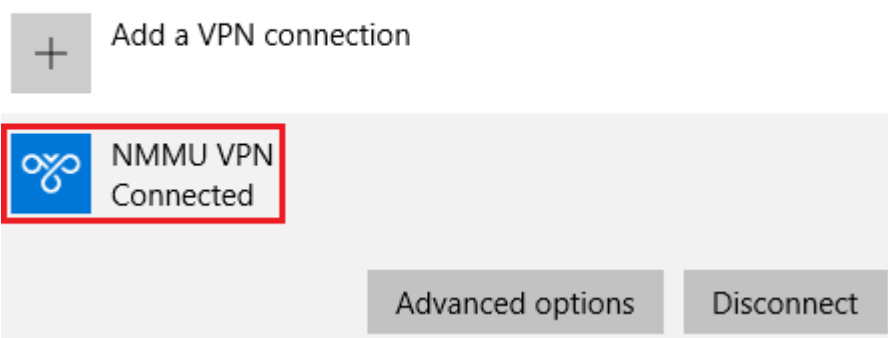 Add a VPN connection
NMMU VPN
Connected
Advanced options
Disconnect